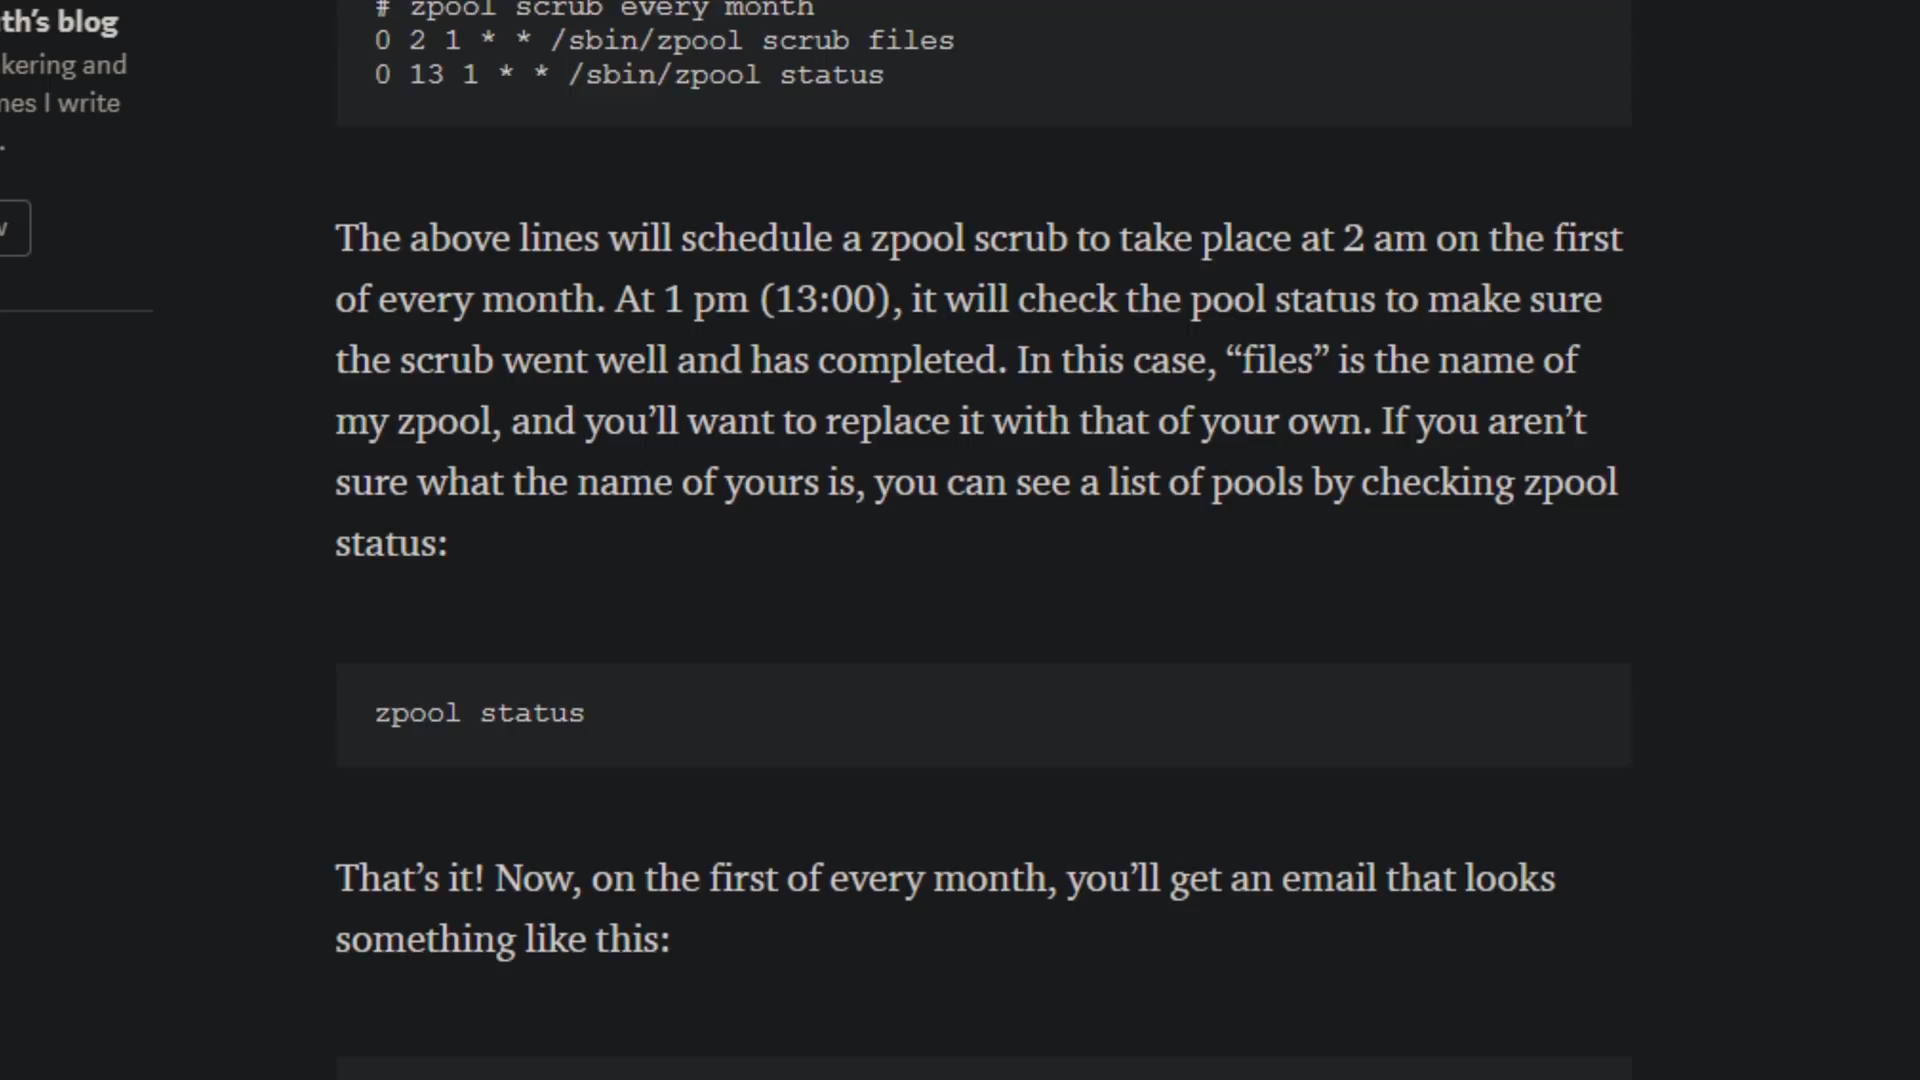 th's blog
kering and
nes I write
.
# zpool scrub every month
0 2 1 * * /sbin/zpool scrub files
0 13 1 * * /sbin/zpool status
The above lines will schedule a zpool scrub to take place at 2 am on the first
of every month. At 1 pm (13:00), it will check the pool status to make sure
the scrub went well and has completed. In this case, “files” is the name of
my zpool, and you’ll want to replace it with that of your own. If you aren’t
sure what the name of yours is, you can see a list of pools by checking zpool
status:
zpool status
That’s it! Now, on the first of every month, you’ll get an email that looks
something like this: